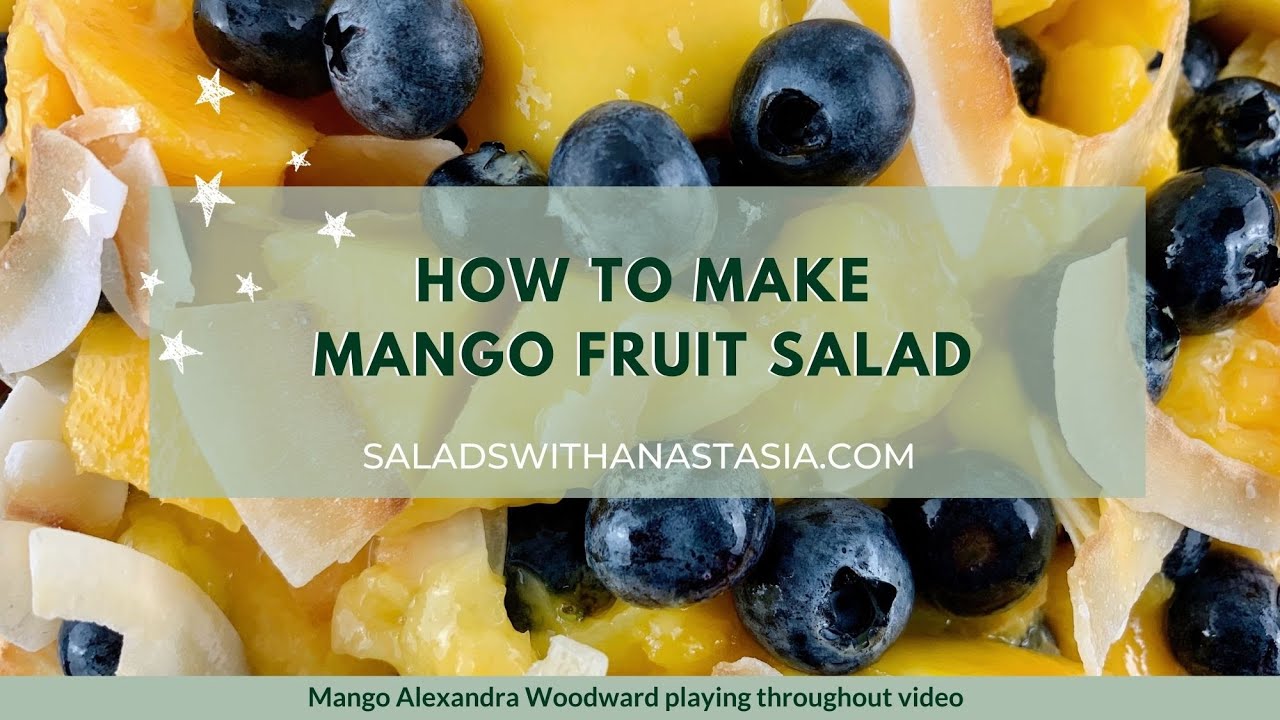 HOW TO MAKE
MANGO FRUIT SALAD
SALADSWITHANASTASIA.COM
Mango Alexandra Woodward playing throughout video